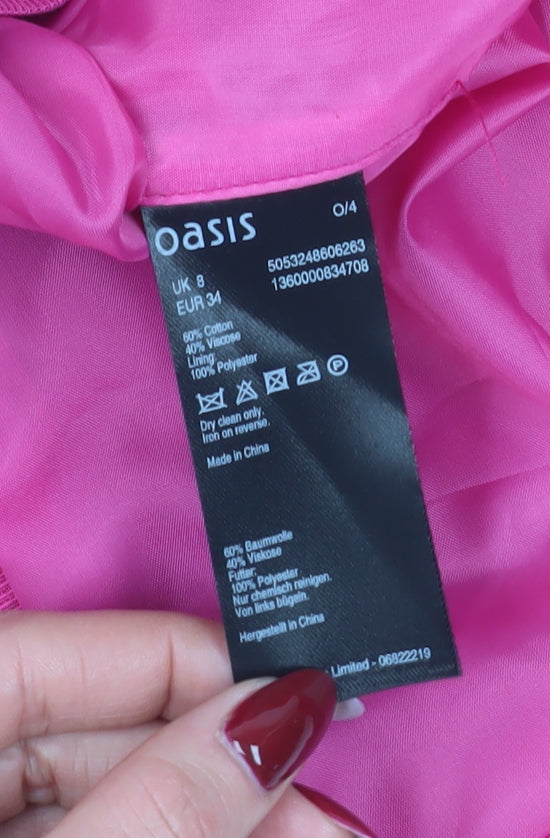 oasis
O/4
5053248606263
1360000834708
UK 8
EUR 34
60% Cotton
40% Viscose
Lining:
100% Polyester
P
Dry clean only.
Iron on reverse.
Made in China
60% Baumwolle
40% Viskose
Futter:
100% Polyester
Nur chemisch reinigen.
Von links bügeln.
Hergestellt in China
Limited - 06822219